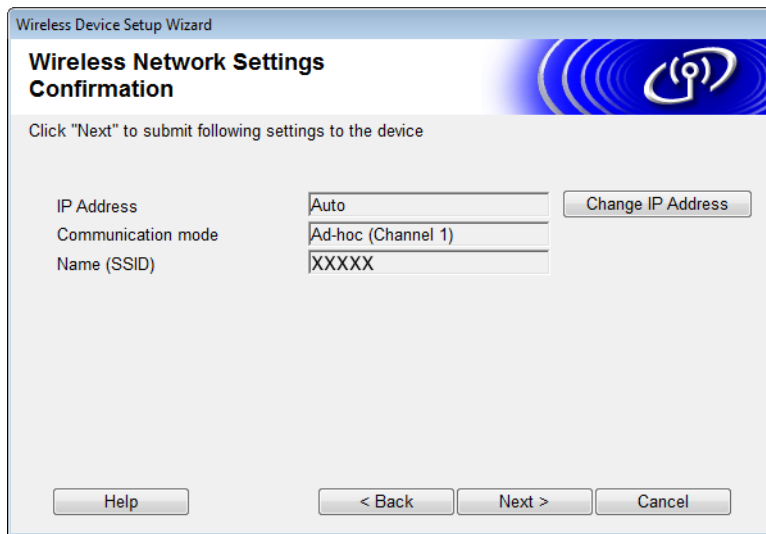 Wireless Device Setup Wizard
Wireless Network Settings
Confirmation
Click "Next" to submit following settings to the device
IP Address Auto Change IP Address
Communication mode Ad-hoc (Channel 1)
Name (SSID) XXXXX
Help < Back Next > Cancel